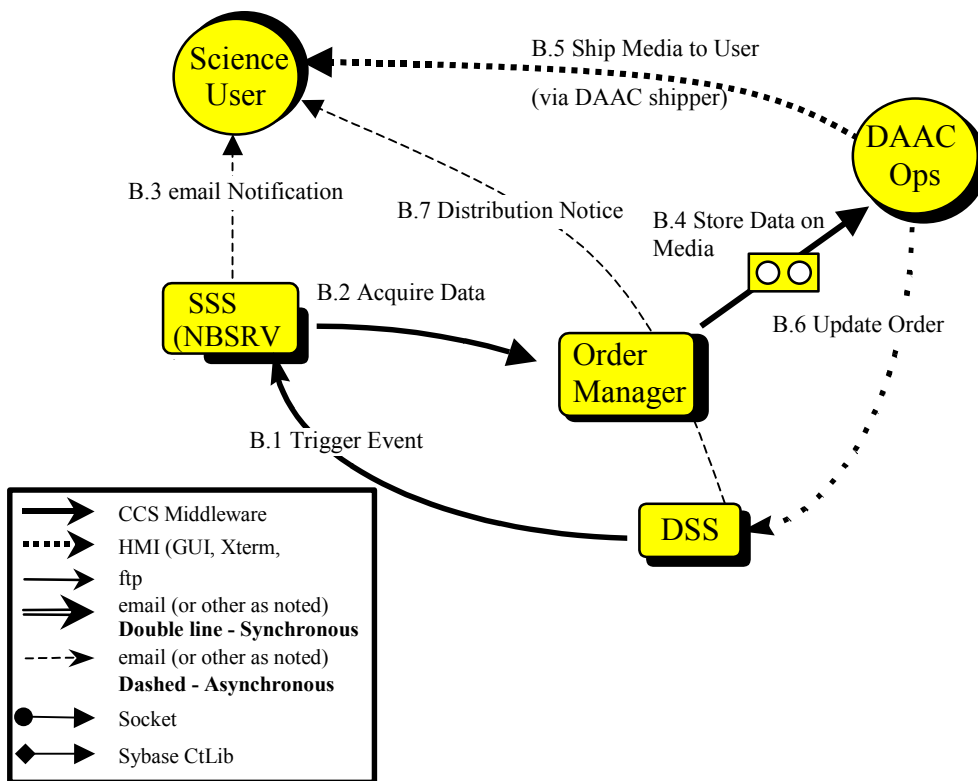 Science
User
B.5 Ship Media to User
(via DAAC shipper)
DAAC
Ops
B.3 email Notification
B.7 Distribution Notice
B.4 Store Data on
Media
SSS
(NBSRV
B.2 Acquire Data
Order
Manager
B.6 Update Order
B.1 Trigger Event
DSS
CCS Middleware
HMI (GUI, Xterm,
ftp
email (or other as noted)
Double line - Synchronous
email (or other as noted)
Dashed - Asynchronous
Socket
Sybase CtLib